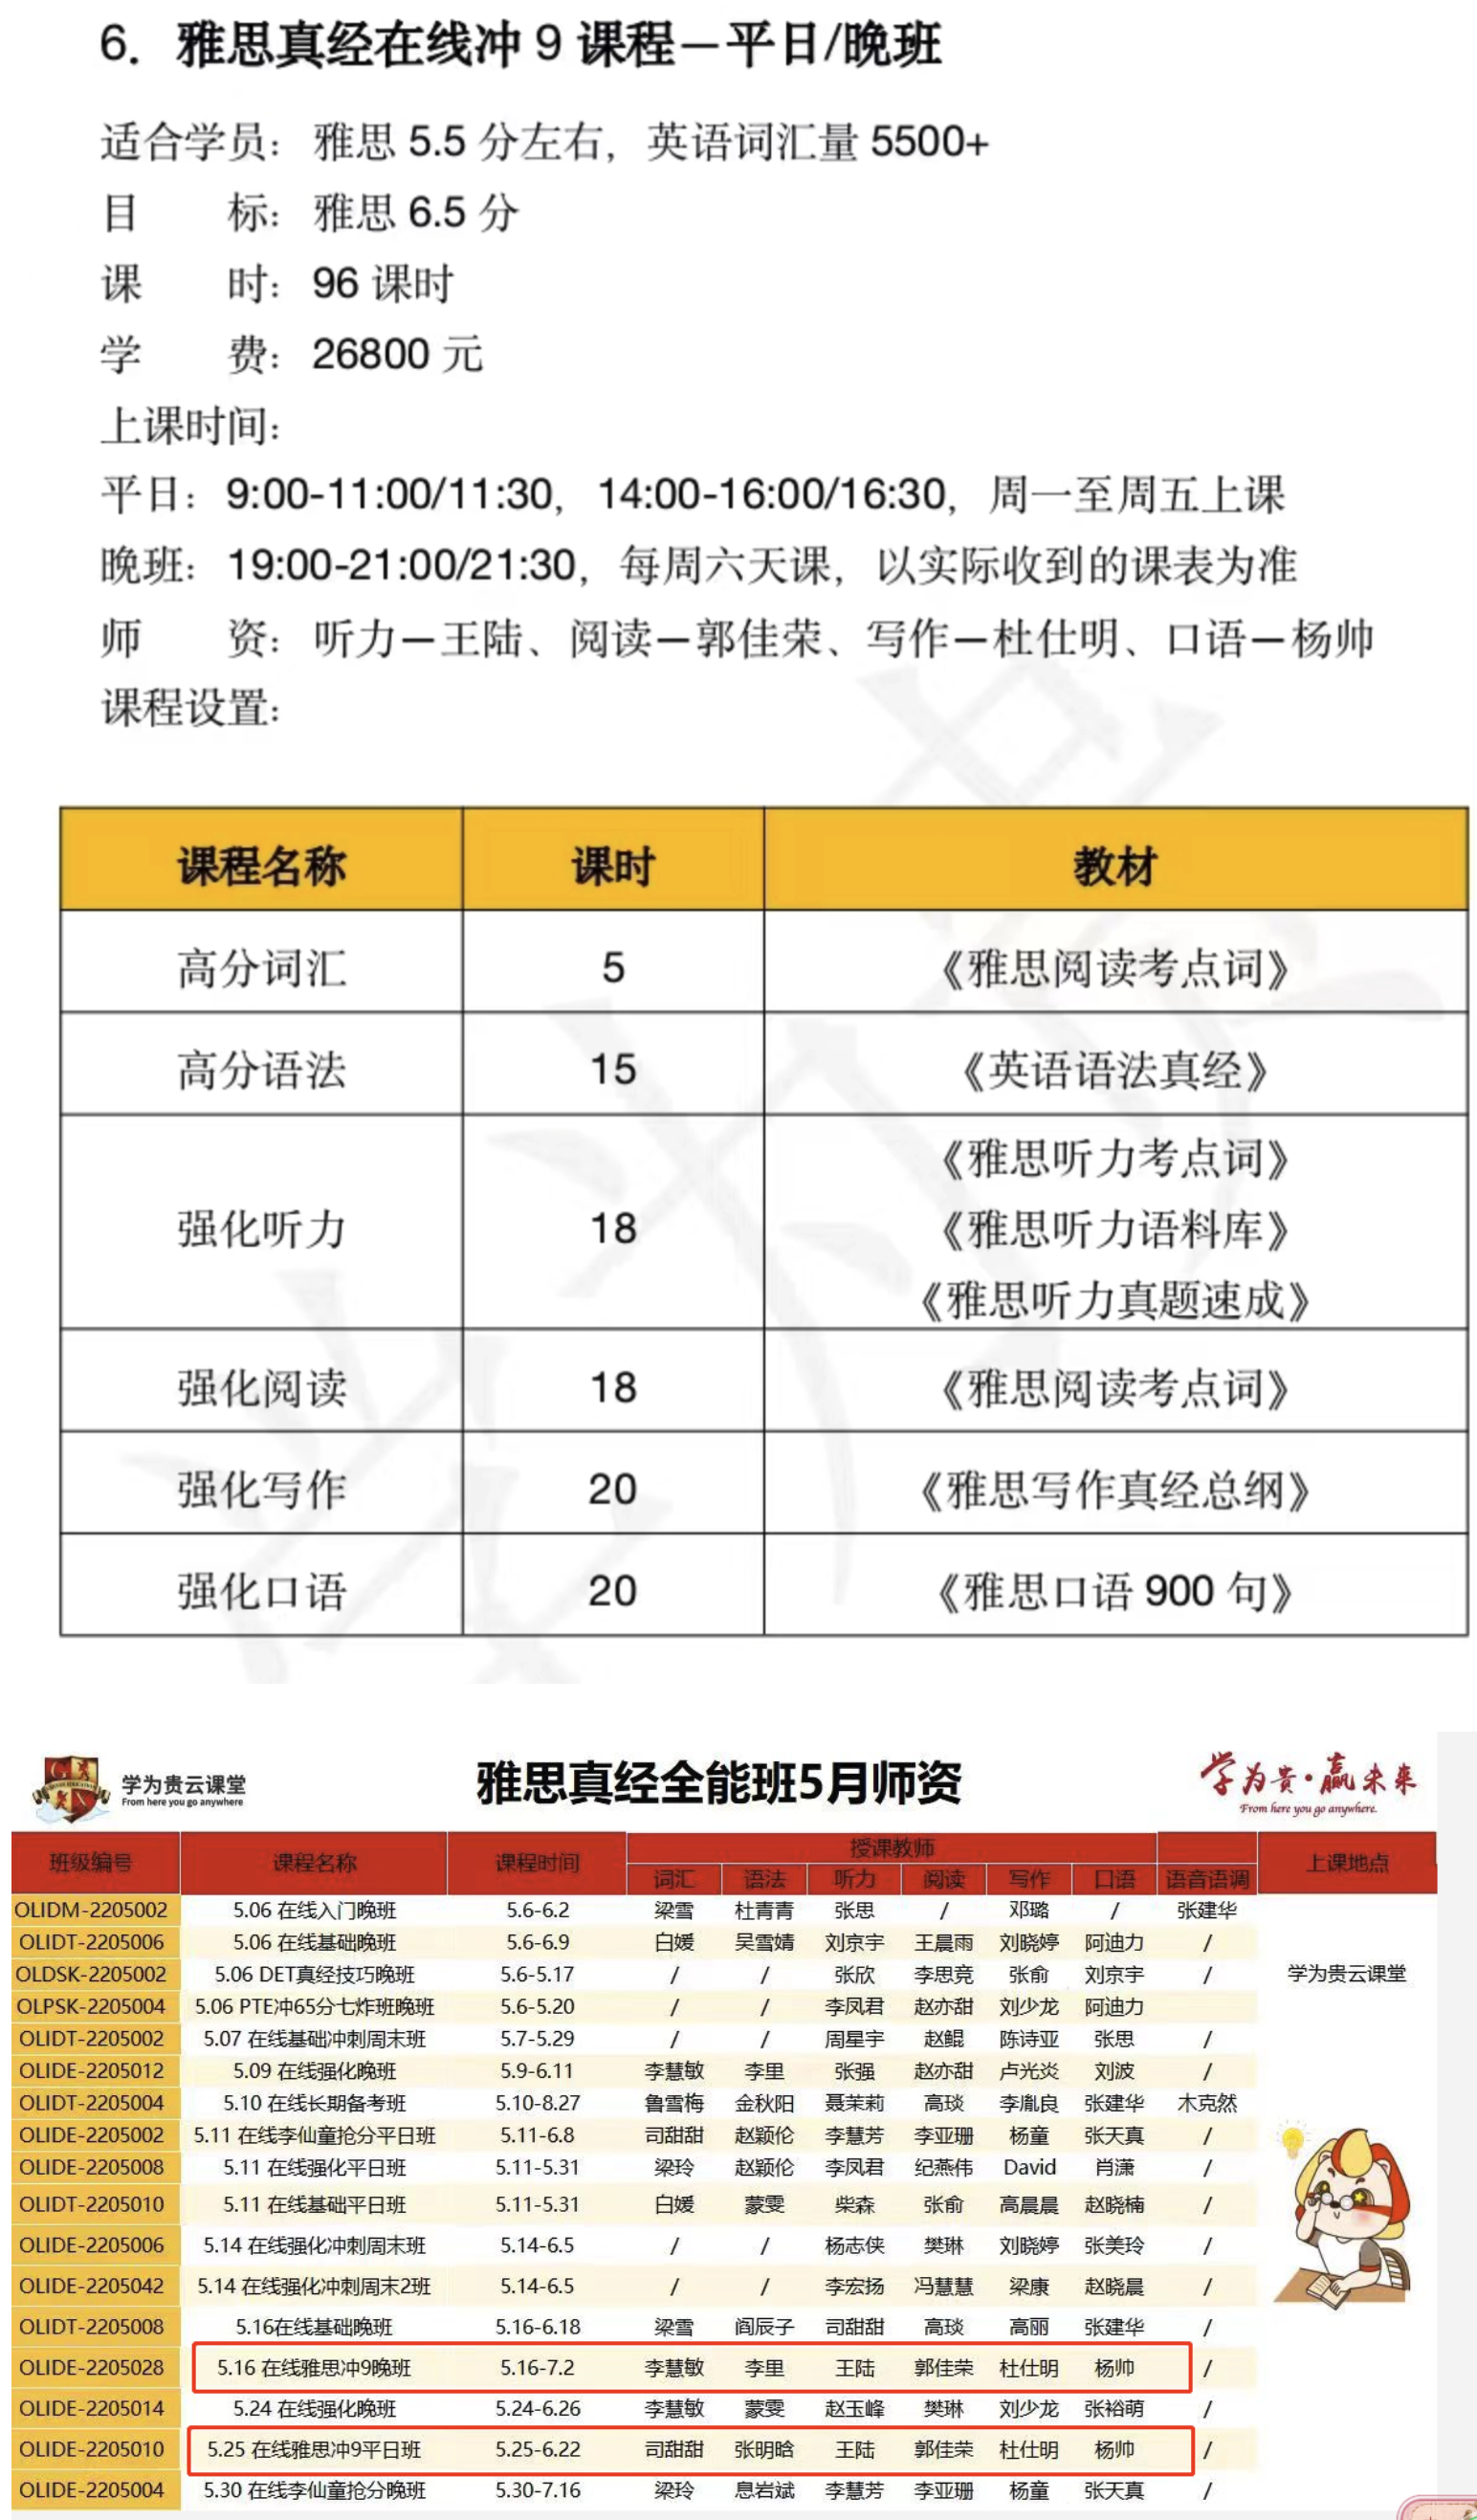 6. 雅思真经在线冲 9 课程—平日/晚班
适合学员：雅思 5.5 分左右，英语词汇量 5500+
目 标：雅思 6.5 分
课 时：96 课时
学 费：26800 元
上课时间：
平日：9:00-11:00/11:30，14:00-16:00/16:30，周一至周五上课
晚班：19:00-21:00/21:30，每周六天课，以实际收到的课表为准
师 资：听力—王陆、阅读—郭佳荣、写作—杜仕明、口语—杨帅
课程设置：
课程名称 课时 教材
高分词汇 5 《雅思阅读考点词》
高分语法 15 《英语语法真经》
《雅思听力考点词》
强化听力 18 《雅思听力语料库》
《雅思听力真题速成》
强化阅读 18 《雅思阅读考点词》
强化写作 20 《雅思写作真经总纲》
强化口语 20 《雅思口语 900 句》
学为贵云课堂
From here you go anywhere
雅思真经全能班5月师资
学为贵·赢未来
From here you go anywhere.
班级编号 课程名称 课程时间 授课教师 上课地点
词汇 语法 听力 阅读 写作 口语 语音语调
OLIDM-2205002 5.06 在线入门晚班 5.6-6.2 梁雪 杜青青 张思 / 邓璐 / 张建华
OLIDT-2205006 5.06 在线基础晚班 5.6-6.9 白媛 吴雪婧 刘京宇 王晨雨 刘晓婷 阿迪力 /
OLDSK-2205002 5.06 DET真经技巧晚班 5.6-5.17 / / 张欣 李思竞 张俞 刘京宇 / 学为贵云课堂
OLPSK-2205004 5.06 PTE冲65分七炸班晚班 5.6-5.20 / / 李凤君 赵亦甜 刘少龙 阿迪力
OLIDT-2205002 5.07 在线基础冲刺周末班 5.7-5.29 / / 周星宇 赵鲲 陈诗亚 张思 /
OLIDE-2205012 5.09 在线强化晚班 5.9-6.11 李慧敏 李里 张强 赵亦甜 卢光炎 刘波 /
OLIDT-2205004 5.10 在线长期备考班 5.10-8.27 鲁雪梅 金秋阳 聂茉莉 高琰 李胤良 张建华 木克然
OLIDE-2205002 5.11 在线李仙童抢分平日班 5.11-6.8 司甜甜 赵颖伦 李慧芳 李亚珊 杨童 张天真 /
OLIDE-2205008 5.11 在线强化平日班 5.11-5.31 梁玲 赵颖伦 李凤君 纪燕伟 David 肖潇 /
OLIDT-2205010 5.11 在线基础平日班 5.11-5.31 白媛 蒙雯 柴森 张俞 高晨晨 赵晓楠 /
OLIDE-2205006 5.14 在线强化冲刺周末班 5.14-6.5 / / 杨志侠 樊琳 刘晓婷 张美玲 /
OLIDE-2205042 5.14 在线强化冲刺周末2班 5.14-6.5 / / 李宏扬 冯慧慧 梁康 赵晓晨 /
OLIDT-2205008 5.16在线基础晚班 5.16-6.18 梁雪 阎辰子 司甜甜 高琰 高丽 张建华 /
OLIDE-2205028 5.16 在线雅思冲9晚班 5.16-7.2 李慧敏 李里 王陆 郭佳荣 杜仕明 杨帅 /
OLIDE-2205014 5.24 在线强化晚班 5.24-6.26 李慧敏 蒙雯 赵玉峰 樊琳 刘少龙 张裕萌 /
OLIDE-2205010 5.25 在线雅思冲9平日班 5.25-6.22 司甜甜 张明晗 王陆 郭佳荣 杜仕明 杨帅 /
OLIDE-2205004 5.30 在线李仙童抢分晚班 5.30-7.16 梁玲 息岩斌 李慧芳 李亚珊 杨童 张天真 /